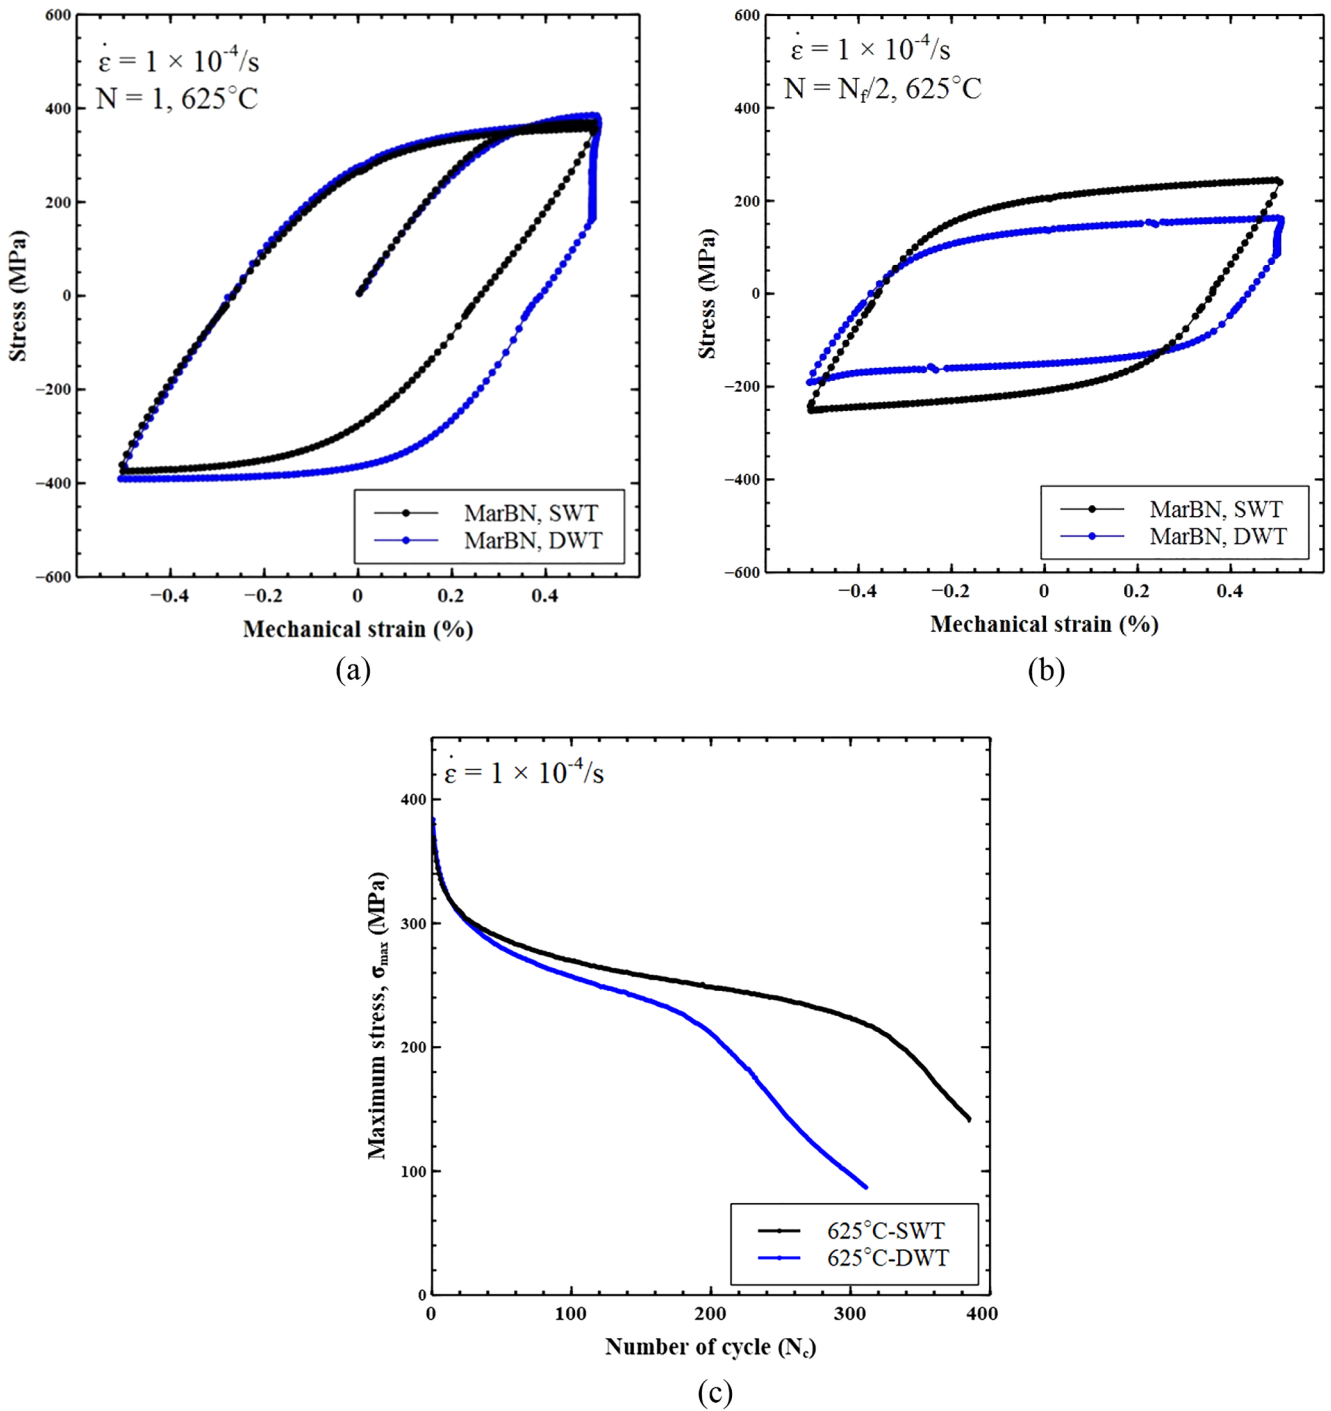 600
400
200
0
−200
−400
−600
Stress (MPa)
ε̇ = 1 × 10⁻⁴/s
N = 1, 625°C
MarBN, SWT
MarBN, DWT
−0.4 −0.2 0 0.2 0.4
Mechanical strain (%)
(a)
600
400
200
0
−200
−400
−600
Stress (MPa)
ε̇ = 1 × 10⁻⁴/s
N = N_f/2, 625°C
MarBN, SWT
MarBN, DWT
−0.4 −0.2 0 0.2 0.4
Mechanical strain (%)
(b)
400
300
200
100
0
Maximum stress, σ_max (MPa)
ε̇ = 1 × 10⁻⁴/s
625°C-SWT
625°C-DWT
0 100 200 300 400
Number of cycle (N_c)
(c)